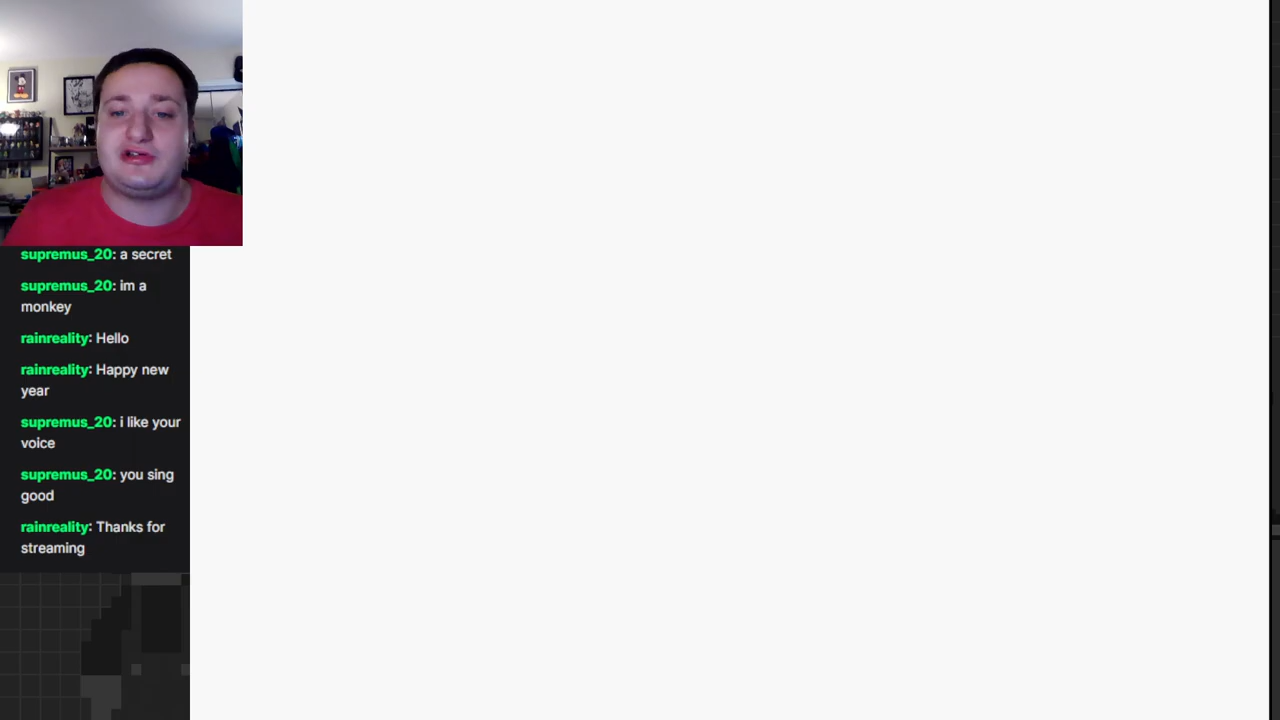 supremus_20: a secret
supremus_20: im a
monkey
rainreality: Hello
rainreality: Happy new
year
supremus_20: i like your
voice
supremus_20: you sing
good
rainreality: Thanks for
streaming